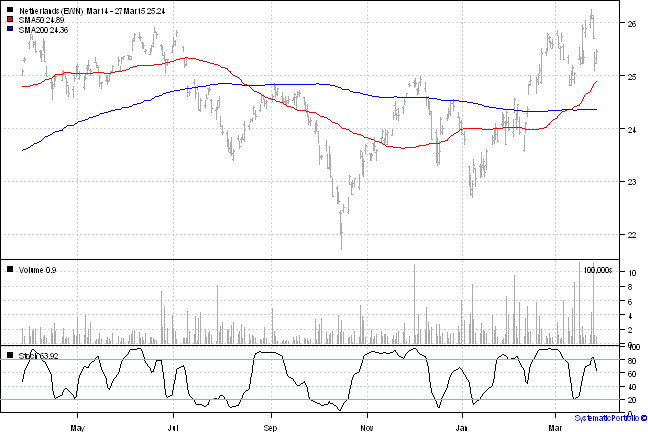 Netherlands (EWN) Mar14 - 27Mar15 25.24
SMA50 24.89
SMA200 24.36
26
25
24
23
22
Volume 0.9
100,000s
10
8
6
4
2
0
Stoch 63.92
100
80
60
40
20
0
May Jul Sep Nov Jan Mar
SystematicPortfolio ©